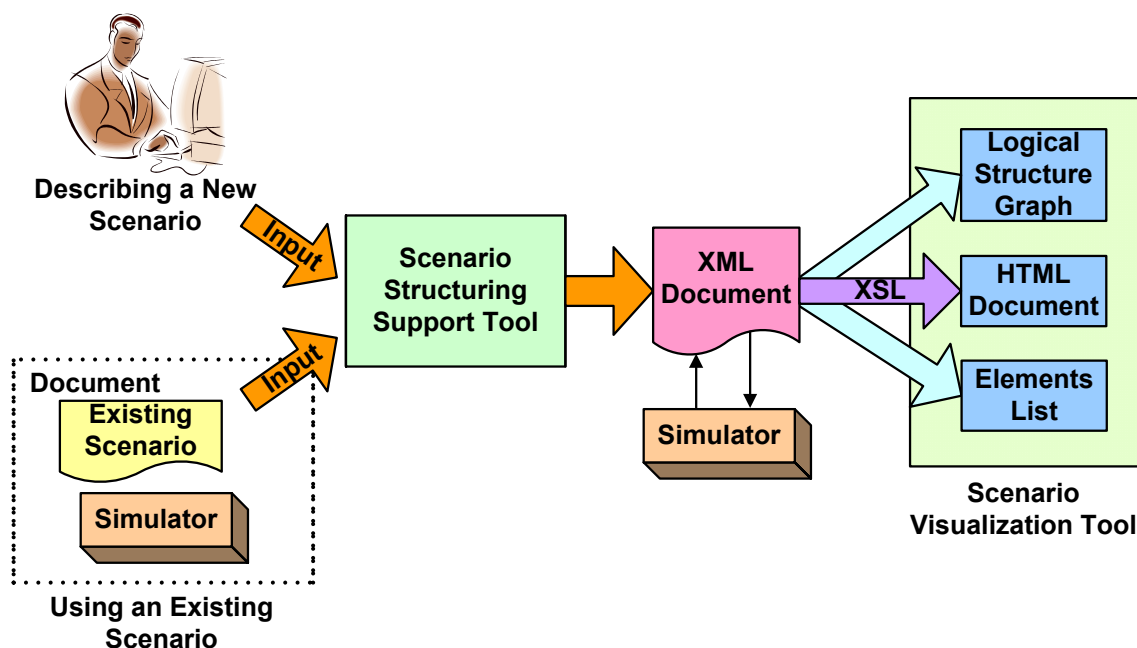 Describing a New
Scenario
Input
Input
Document
Existing
Scenario
Simulator
Using an Existing
Scenario
Scenario
Structuring
Support Tool
XML
Document
Simulator
XSL
Logical
Structure
Graph
HTML
Document
Elements
List
Scenario
Visualization Tool